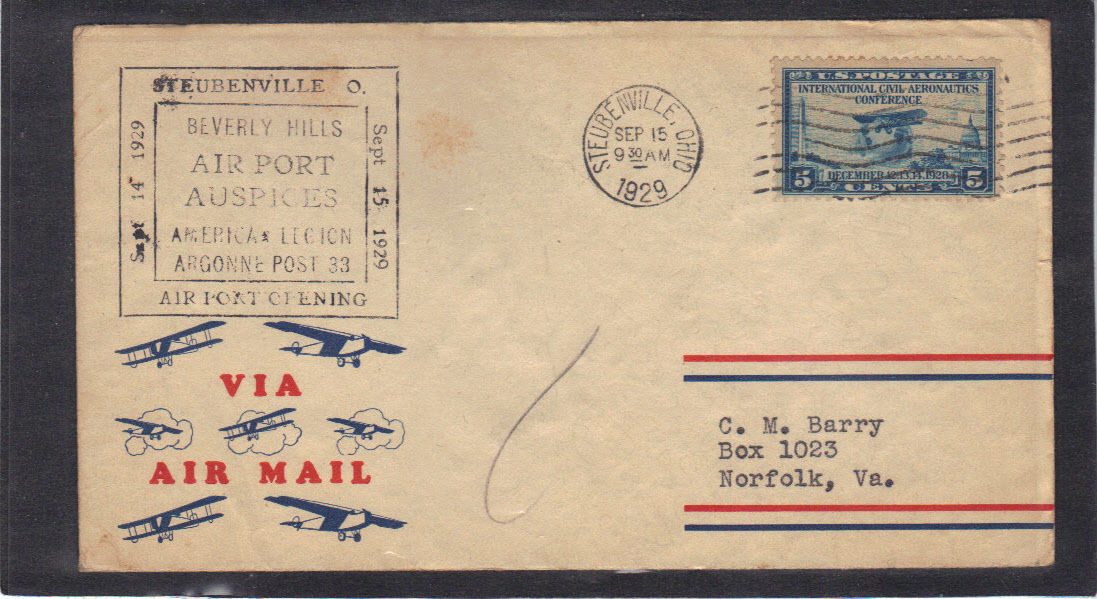 STEUBENVILLE O.
Sept 14 1929
BEVERLY HILLS
AIR PORT
AUSPICES
AMERICAN LEGION
ARGONNE POST 33
Sept 15 1929
AIR PORT OPENING
STEUBENVILLE, OHIO
SEP 15
9 30 AM
1929
U.S. POSTAGE
INTERNATIONAL CIVIL AERONAUTICS
CONFERENCE
DECEMBER 12,13,14, 1928
5 CENTS 5
VIA
AIR MAIL
C. M. Barry
Box 1023
Norfolk, Va.